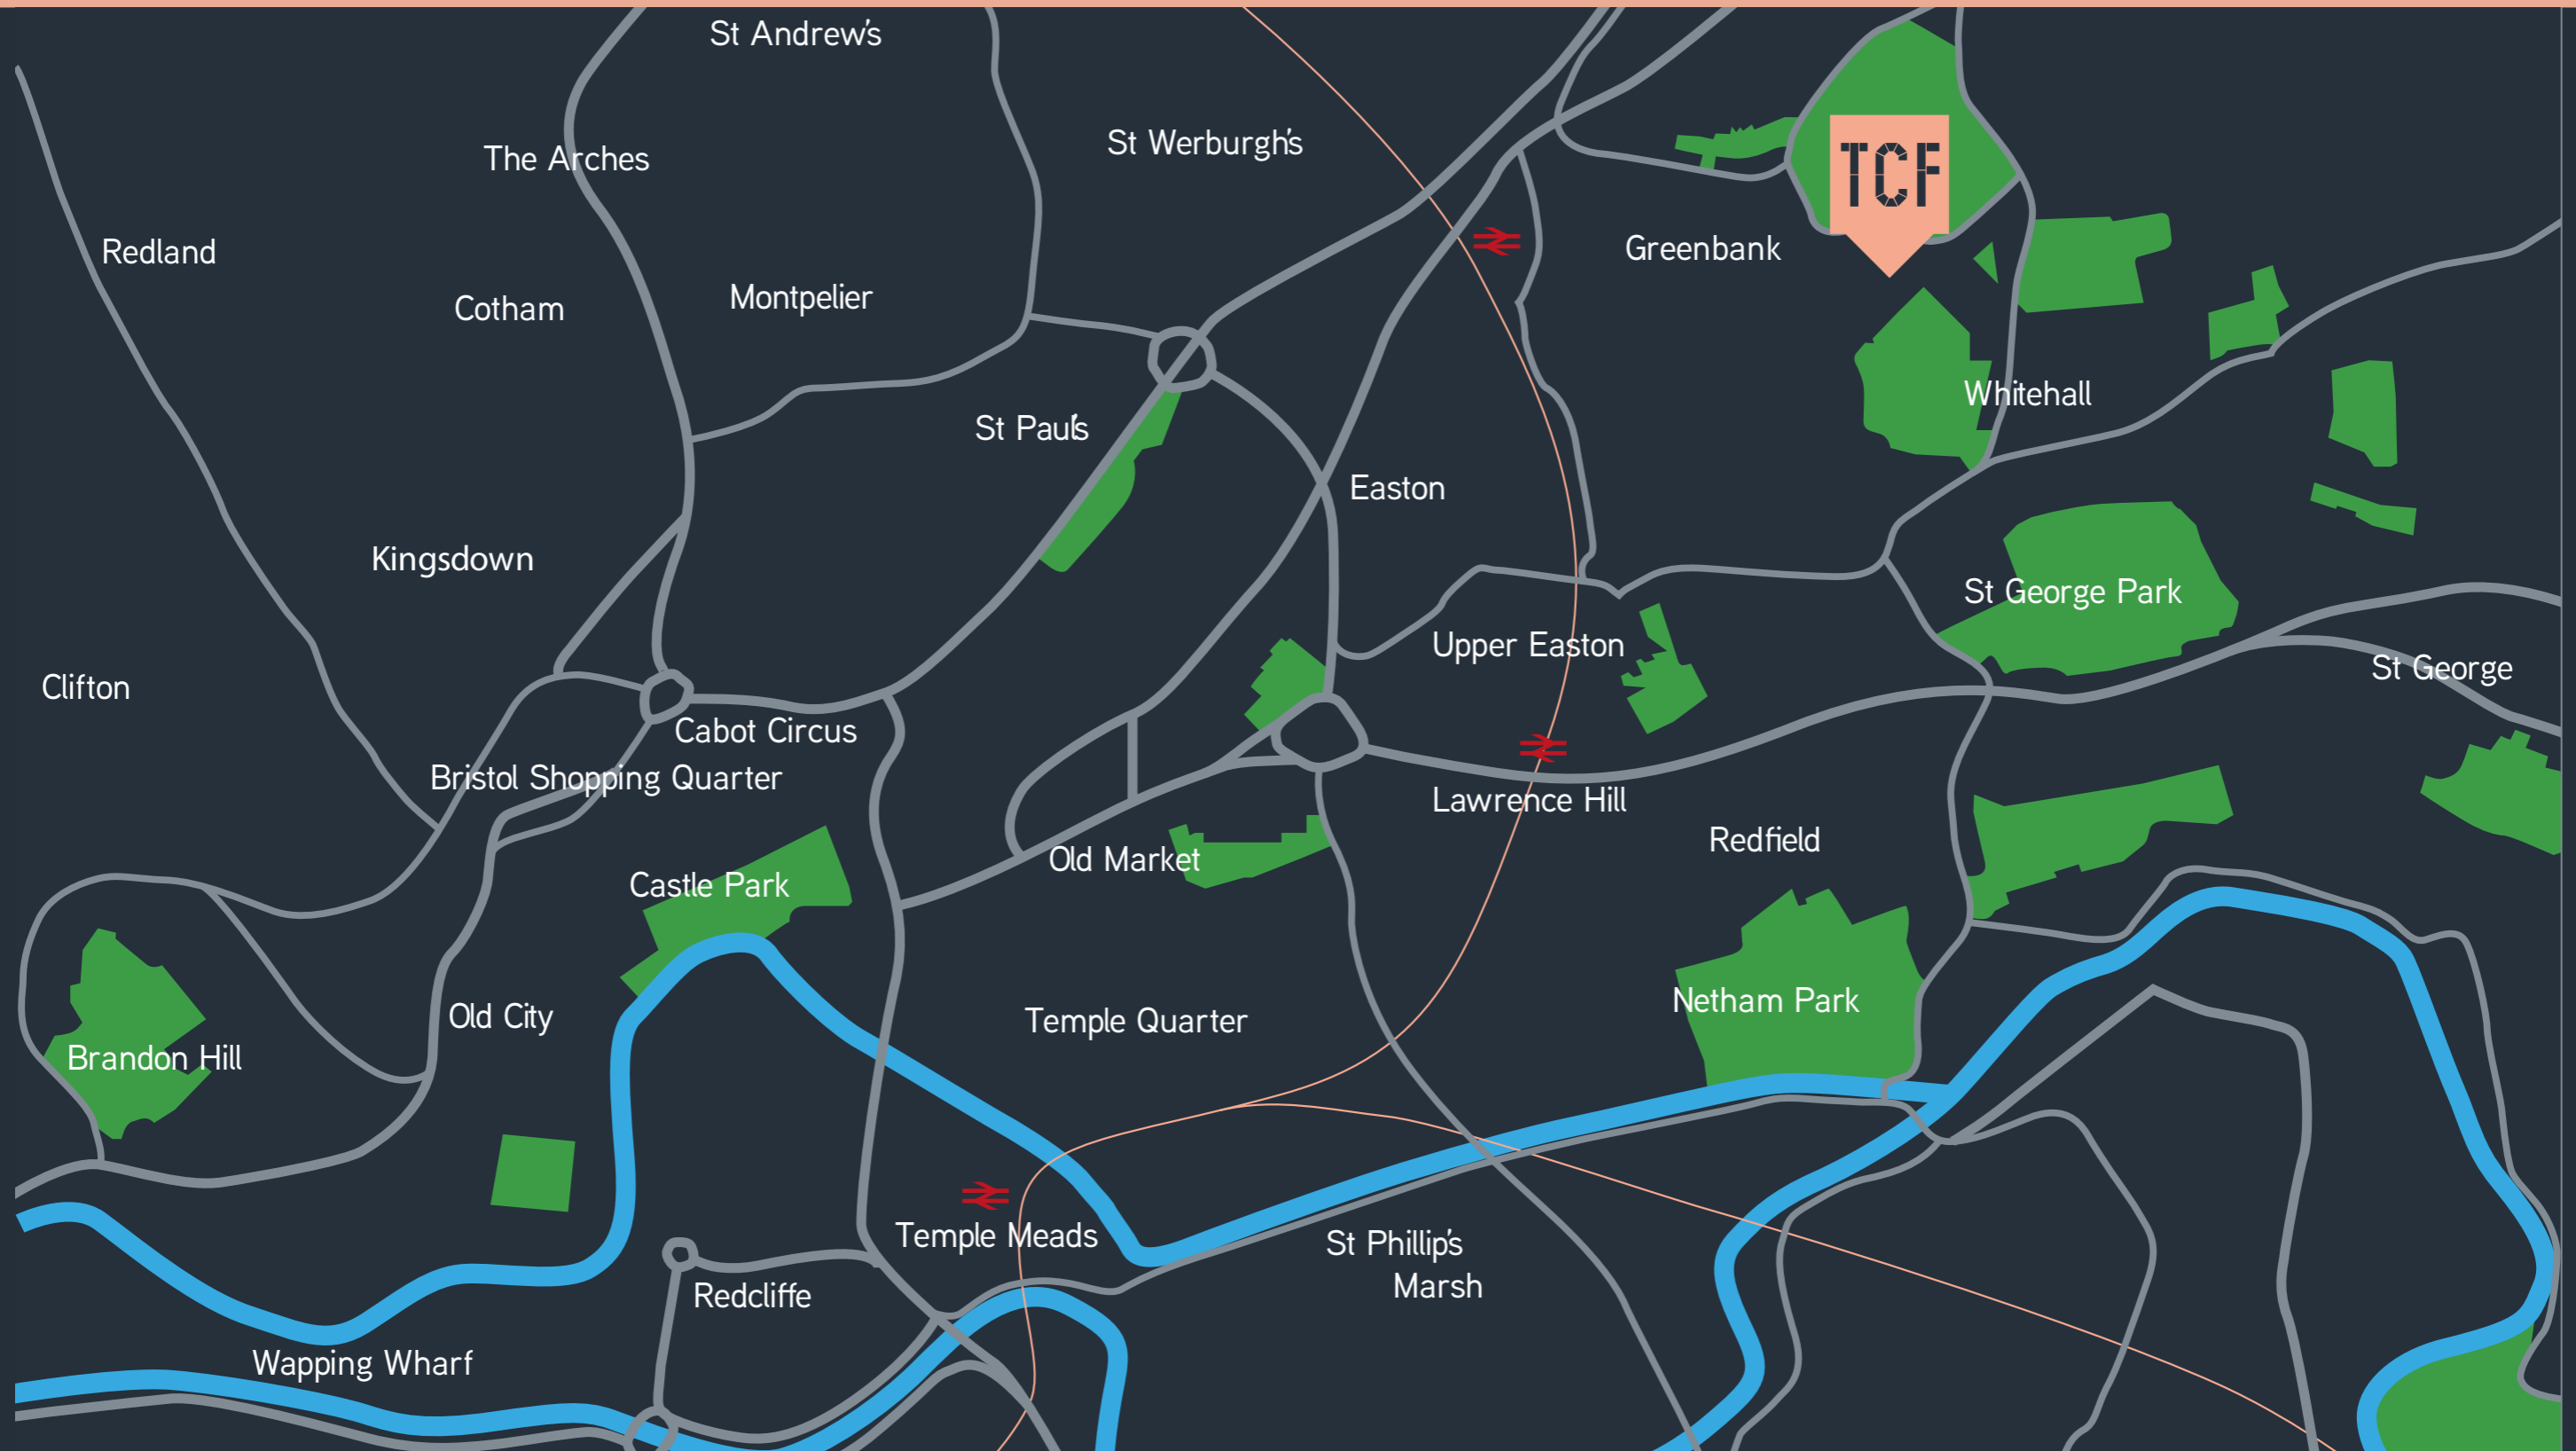 St Andrew's
St Werburgh's
The Arches
TCF
Redland
Greenbank
Cotham
Montpelier
Whitehall
St Paul's
Easton
Kingsdown
St George Park
Upper Easton
St George
Clifton
Cabot Circus
Bristol Shopping Quarter
Lawrence Hill
Redfield
Old Market
Castle Park
Netham Park
Old City
Temple Quarter
Brandon Hill
Temple Meads
St Phillip's
Marsh
Redcliffe
Wapping Wharf